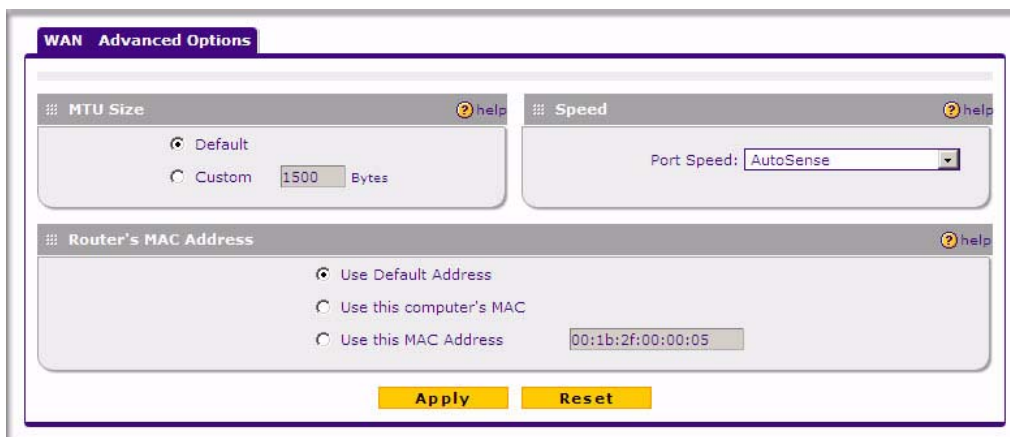 WAN Advanced Options
MTU Size
help
Default
Custom 1500 Bytes
Speed
help
Port Speed: AutoSense
Router's MAC Address
help
Use Default Address
Use this computer's MAC
Use this MAC Address 00:1b:2f:00:00:05
Apply Reset